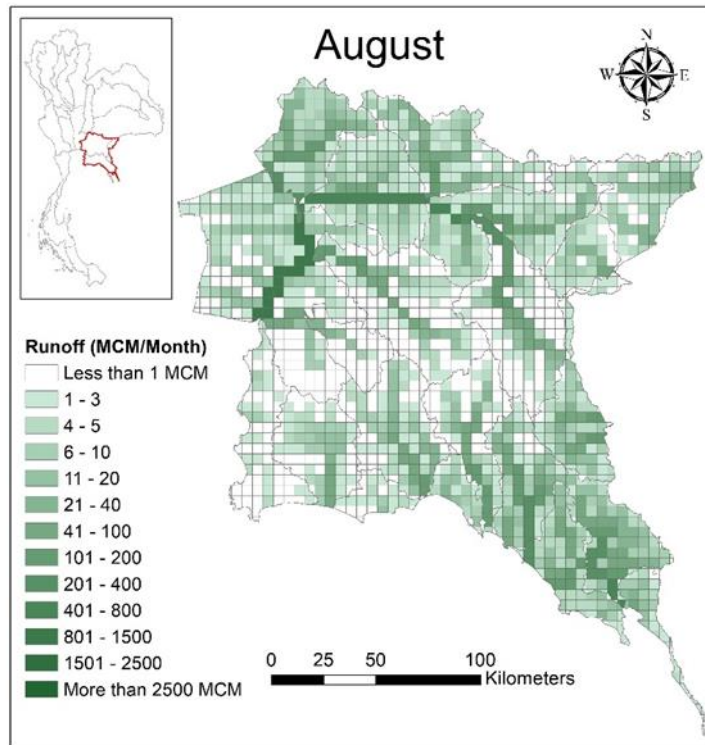 August
N
W E
S
Runoff (MCM/Month)
Less than 1 MCM
1 - 3
4 - 5
6 - 10
11 - 20
21 - 40
41 - 100
101 - 200
201 - 400
401 - 800
801 - 1500
1501 - 2500
More than 2500 MCM
0 25 50 100
Kilometers